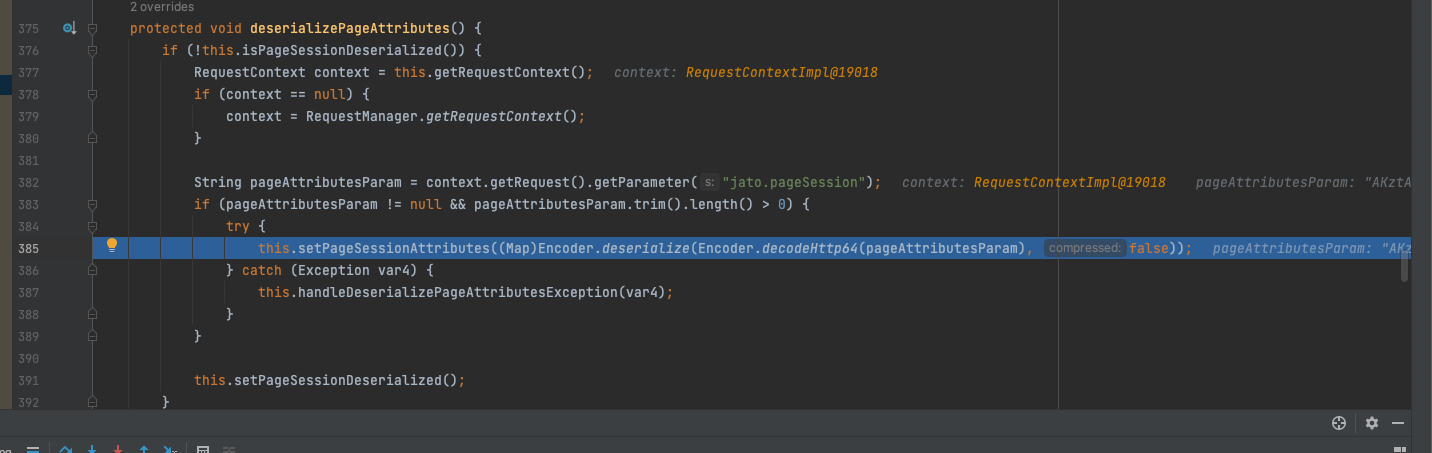 2 overrides
375 protected void deserializePageAttributes() {
376 if (!this.isPageSessionDeserialized()) {
377 RequestContext context = this.getRequestContext(); context: RequestContextImpl@19018
378 if (context == null) {
379 context = RequestManager.getRequestContext();
380 }
381
382 String pageAttributesParam = context.getRequest().getParameter( s: "jato.pageSession"); context: RequestContextImpl@19018 pageAttributesParam: "AKztA
383 if (pageAttributesParam != null && pageAttributesParam.trim().length() > 0) {
384 try {
385 this.setPageSessionAttributes((Map)Encoder.deserialize(Encoder.decodeHttp64(pageAttributesParam), compressed: false)); pageAttributesParam: "AKz
386 } catch (Exception var4) {
387 this.handleDeserializePageAttributesException(var4);
388 }
389 }
390
391 this.setPageSessionDeserialized();
392 }